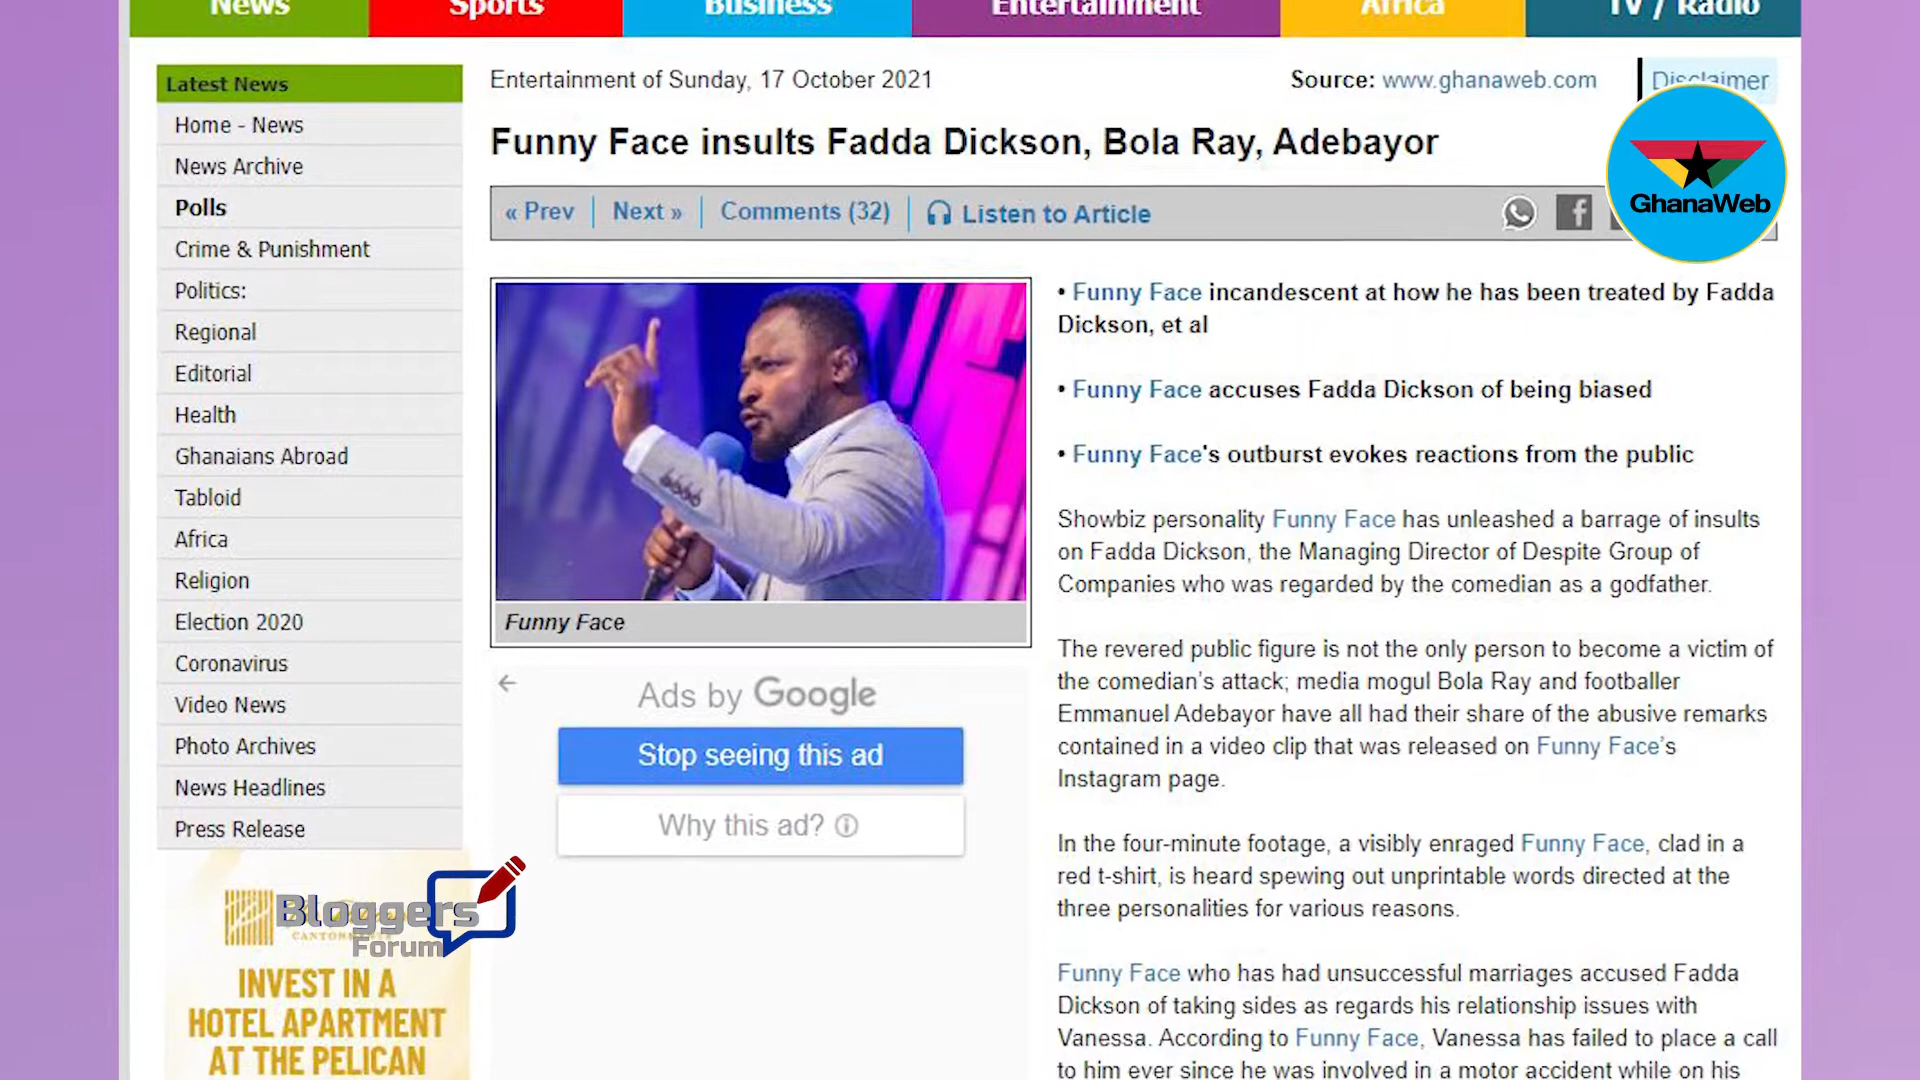 News Sports Business Entertainment Africa TV / Radio
Latest News
Home - News
News Archive
Polls
Crime & Punishment
Politics:
Regional
Editorial
Health
Ghanaians Abroad
Tabloid
Africa
Religion
Election 2020
Coronavirus
Video News
Photo Archives
News Headlines
Press Release
Bloggers
Forum
CANTONMENTS
INVEST IN A
HOTEL APARTMENT
AT THE PELICAN
Entertainment of Sunday, 17 October 2021
Source: www.ghanaweb.com
Disclaimer
GhanaWeb
Funny Face insults Fadda Dickson, Bola Ray, Adebayor
« Prev Next » Comments (32) Listen to Article
Funny Face
Ads by Google
Stop seeing this ad
Why this ad?
• Funny Face incandescent at how he has been treated by Fadda
Dickson, et al
• Funny Face accuses Fadda Dickson of being biased
• Funny Face's outburst evokes reactions from the public
Showbiz personality Funny Face has unleashed a barrage of insults
on Fadda Dickson, the Managing Director of Despite Group of
Companies who was regarded by the comedian as a godfather.
The revered public figure is not the only person to become a victim of
the comedian’s attack; media mogul Bola Ray and footballer
Emmanuel Adebayor have all had their share of the abusive remarks
contained in a video clip that was released on Funny Face’s
Instagram page.
In the four-minute footage, a visibly enraged Funny Face, clad in a
red t-shirt, is heard spewing out unprintable words directed at the
three personalities for various reasons.
Funny Face who has had unsuccessful marriages accused Fadda
Dickson of taking sides as regards his relationship issues with
Vanessa. According to Funny Face, Vanessa has failed to place a call
to him ever since he was involved in a motor accident while on his